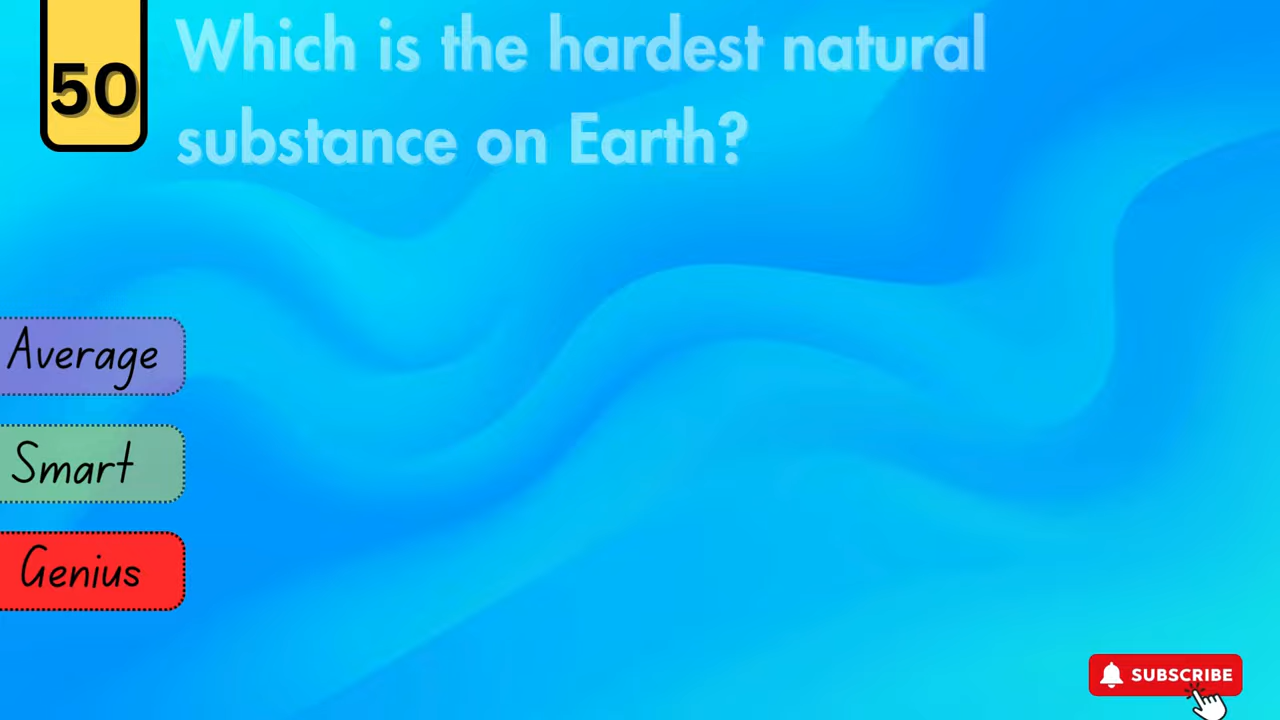 50
Which is the hardest natural
substance on Earth?
Average
Smart
Genius
SUBSCRIBE